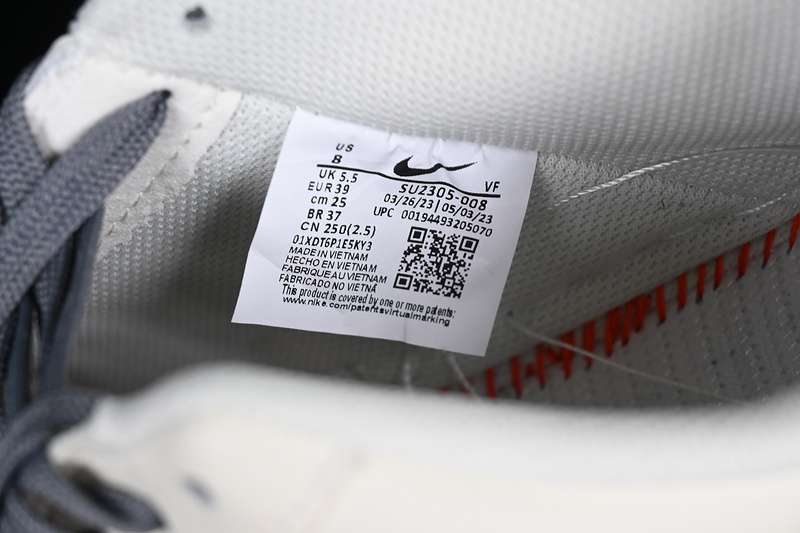 US
8
UK 5.5
EUR 39
cm 25
BR 37
CN 250(2.5)
VF
SU2305-008
03/26/23 | 05/03/23
UPC 00194493205070
01XDT6P1E5KY3
MADE IN VIETNAM
HECHO EN VIETNAM
FABRIQUE AU VIETNAM
FABRICADO NO VIETNÃ
This product is covered by one or more patents:
www.nike.com/patentsvirtualmarking